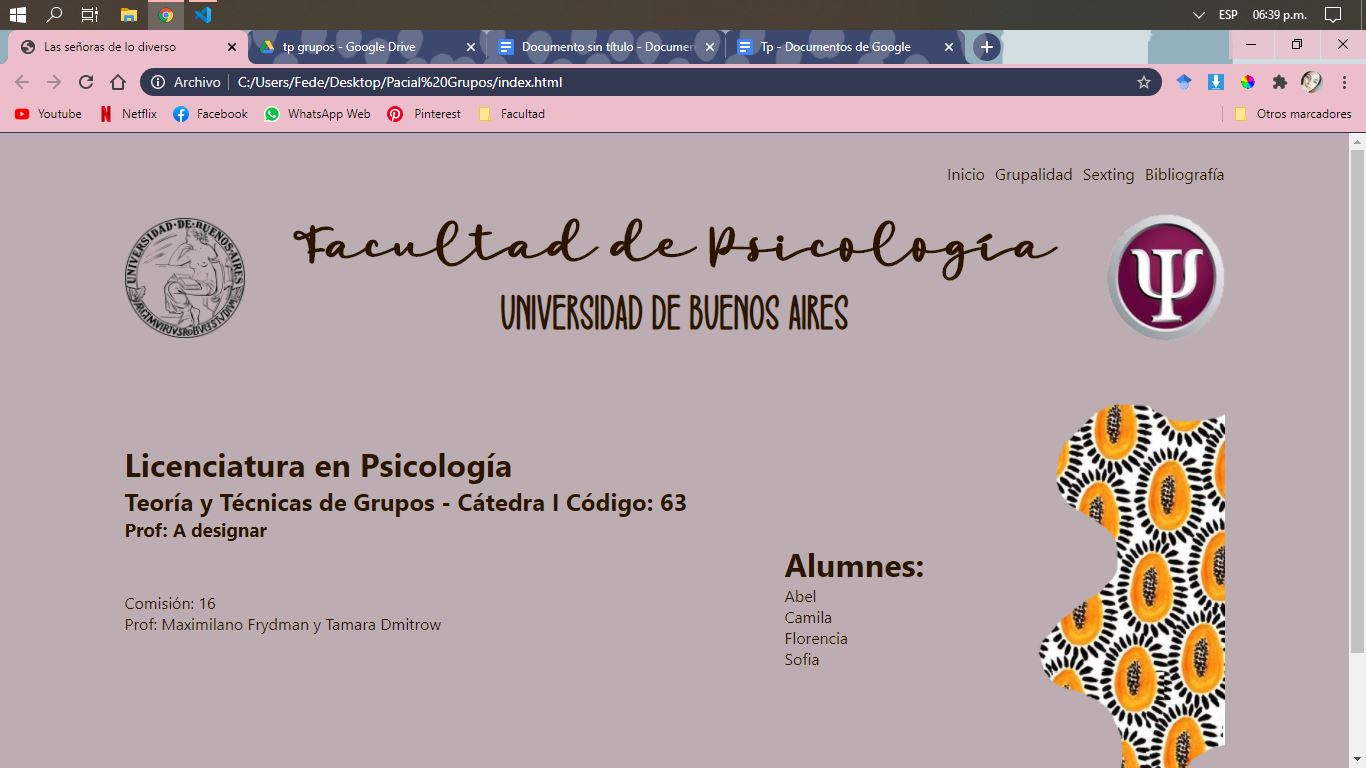 ESP 06:39 p.m.
Las señoras de lo diverso
tp grupos - Google Drive
Documento sin título - Documen
Tp - Documentos de Google
Archivo C:/Users/Fede/Desktop/Pacial%20Grupos/index.html
Youtube Netflix Facebook WhatsApp Web Pinterest Facultad Otros marcadores
Inicio Grupalidad Sexting Bibliografía
UNIVERSIDAD·DE·BUENOS·AIRES
Facultad de Psicología
UNIVERSIDAD DE BUENOS AIRES
Ψ
Licenciatura en Psicología
Teoría y Técnicas de Grupos - Cátedra I Código: 63
Prof: A designar
Comisión: 16
Prof: Maximilano Frydman y Tamara Dmitrow
Alumnes:
Abel
Camila
Florencia
Sofia